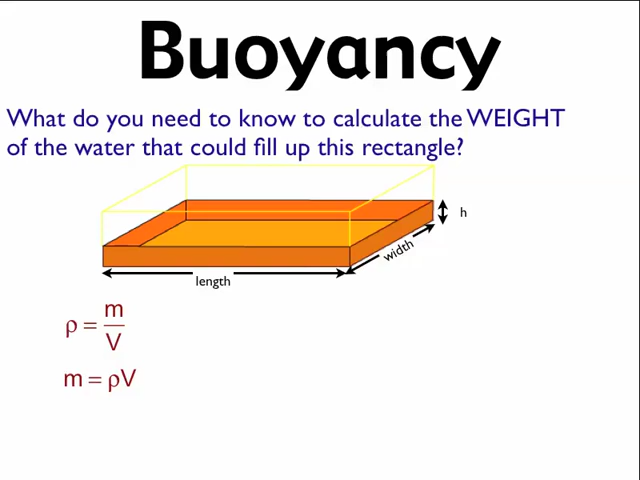 Buoyancy
What do you need to know to calculate the WEIGHT
of the water that could fill up this rectangle?
h
width
length
ρ = m/V
m = ρV